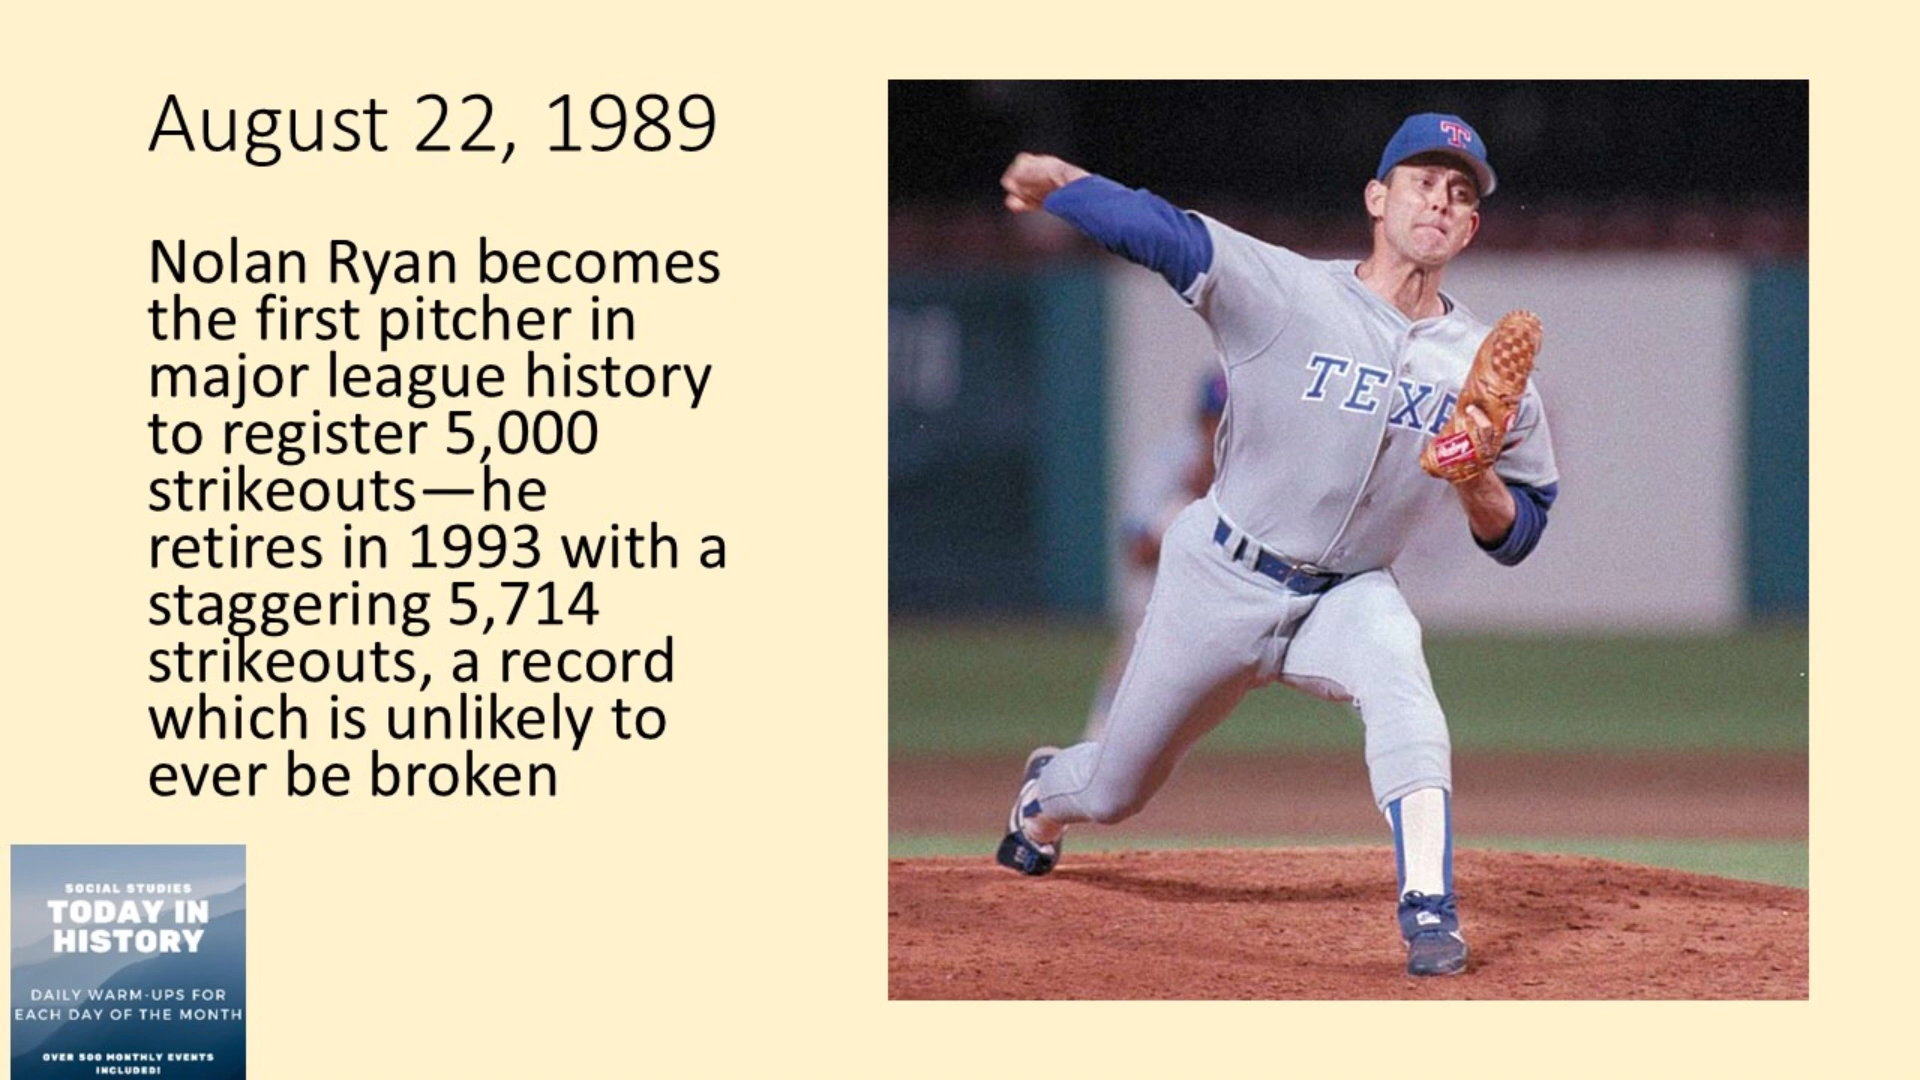 August 22, 1989
Nolan Ryan becomes
the first pitcher in
major league history
to register 5,000
strikeouts—he
retires in 1993 with a
staggering 5,714
strikeouts, a record
which is unlikely to
ever be broken
T
TEXA
Rawlings
SOCIAL STUDIES
TODAY IN
HISTORY
DAILY WARM-UPS FOR
EACH DAY OF THE MONTH
OVER 500 MONTHLY EVENTS
INCLUDED!